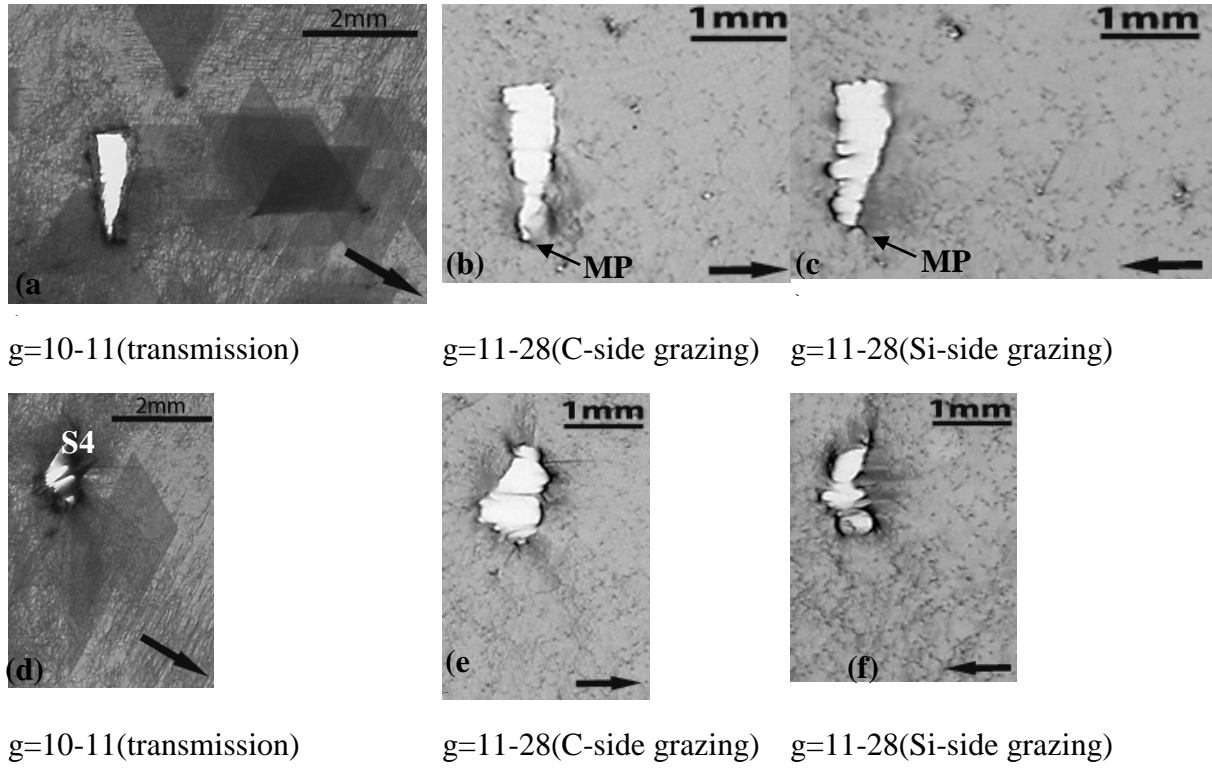 2mm
1mm
1mm
(a
(b)
MP
(c
MP
g=10-11(transmission)
g=11-28(C-side grazing)
g=11-28(Si-side grazing)
2mm
1mm
1mm
S4
(d)
(e
(f)
g=10-11(transmission)
g=11-28(C-side grazing)
g=11-28(Si-side grazing)